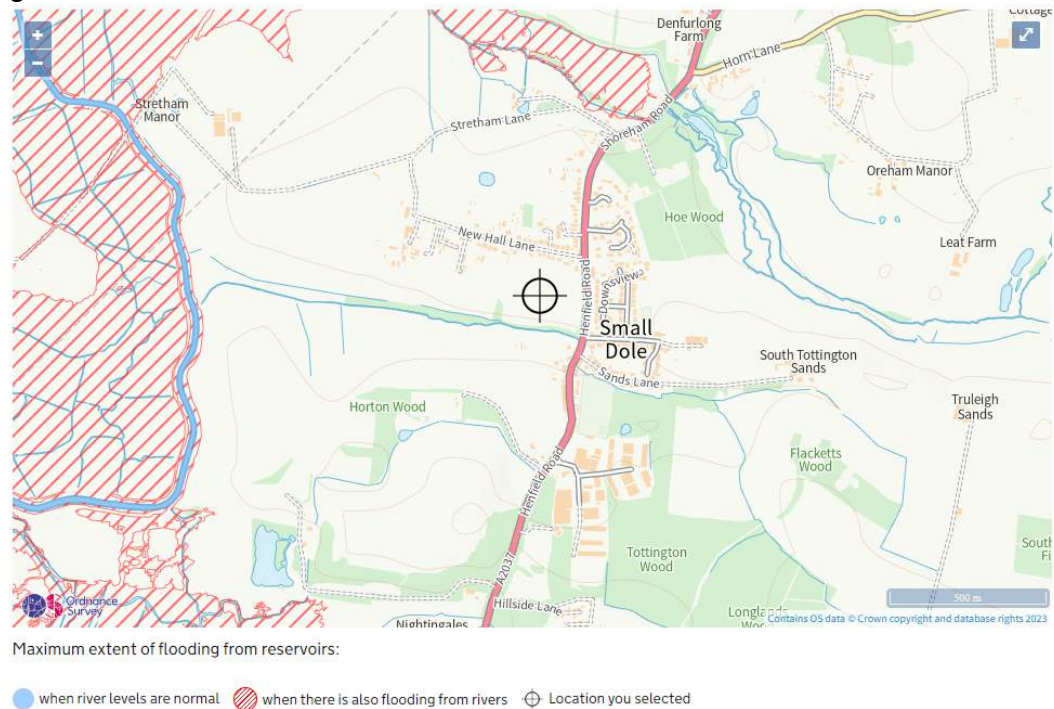 Denfurlong
Farm
Cottage
Horn Lane
Stretham
Manor
Stretham Lane
Shoreham Road
Oreham Manor
Hoe Wood
New Hall Lane
Leat Farm
Henfield Road
Downsview
Small
Dole
Sands Lane
South Tottington
Sands
Horton Wood
Truleigh
Sands
Flacketts
Wood
Henfield Road
Tottington
Wood
South
A2037
Hillside Lane
Nightingales
Longlands
Ordnance
Survey
500 m
Contains OS data © Crown copyright and database rights 2023
Maximum extent of flooding from reservoirs:
when river levels are normal when there is also flooding from rivers Location you selected